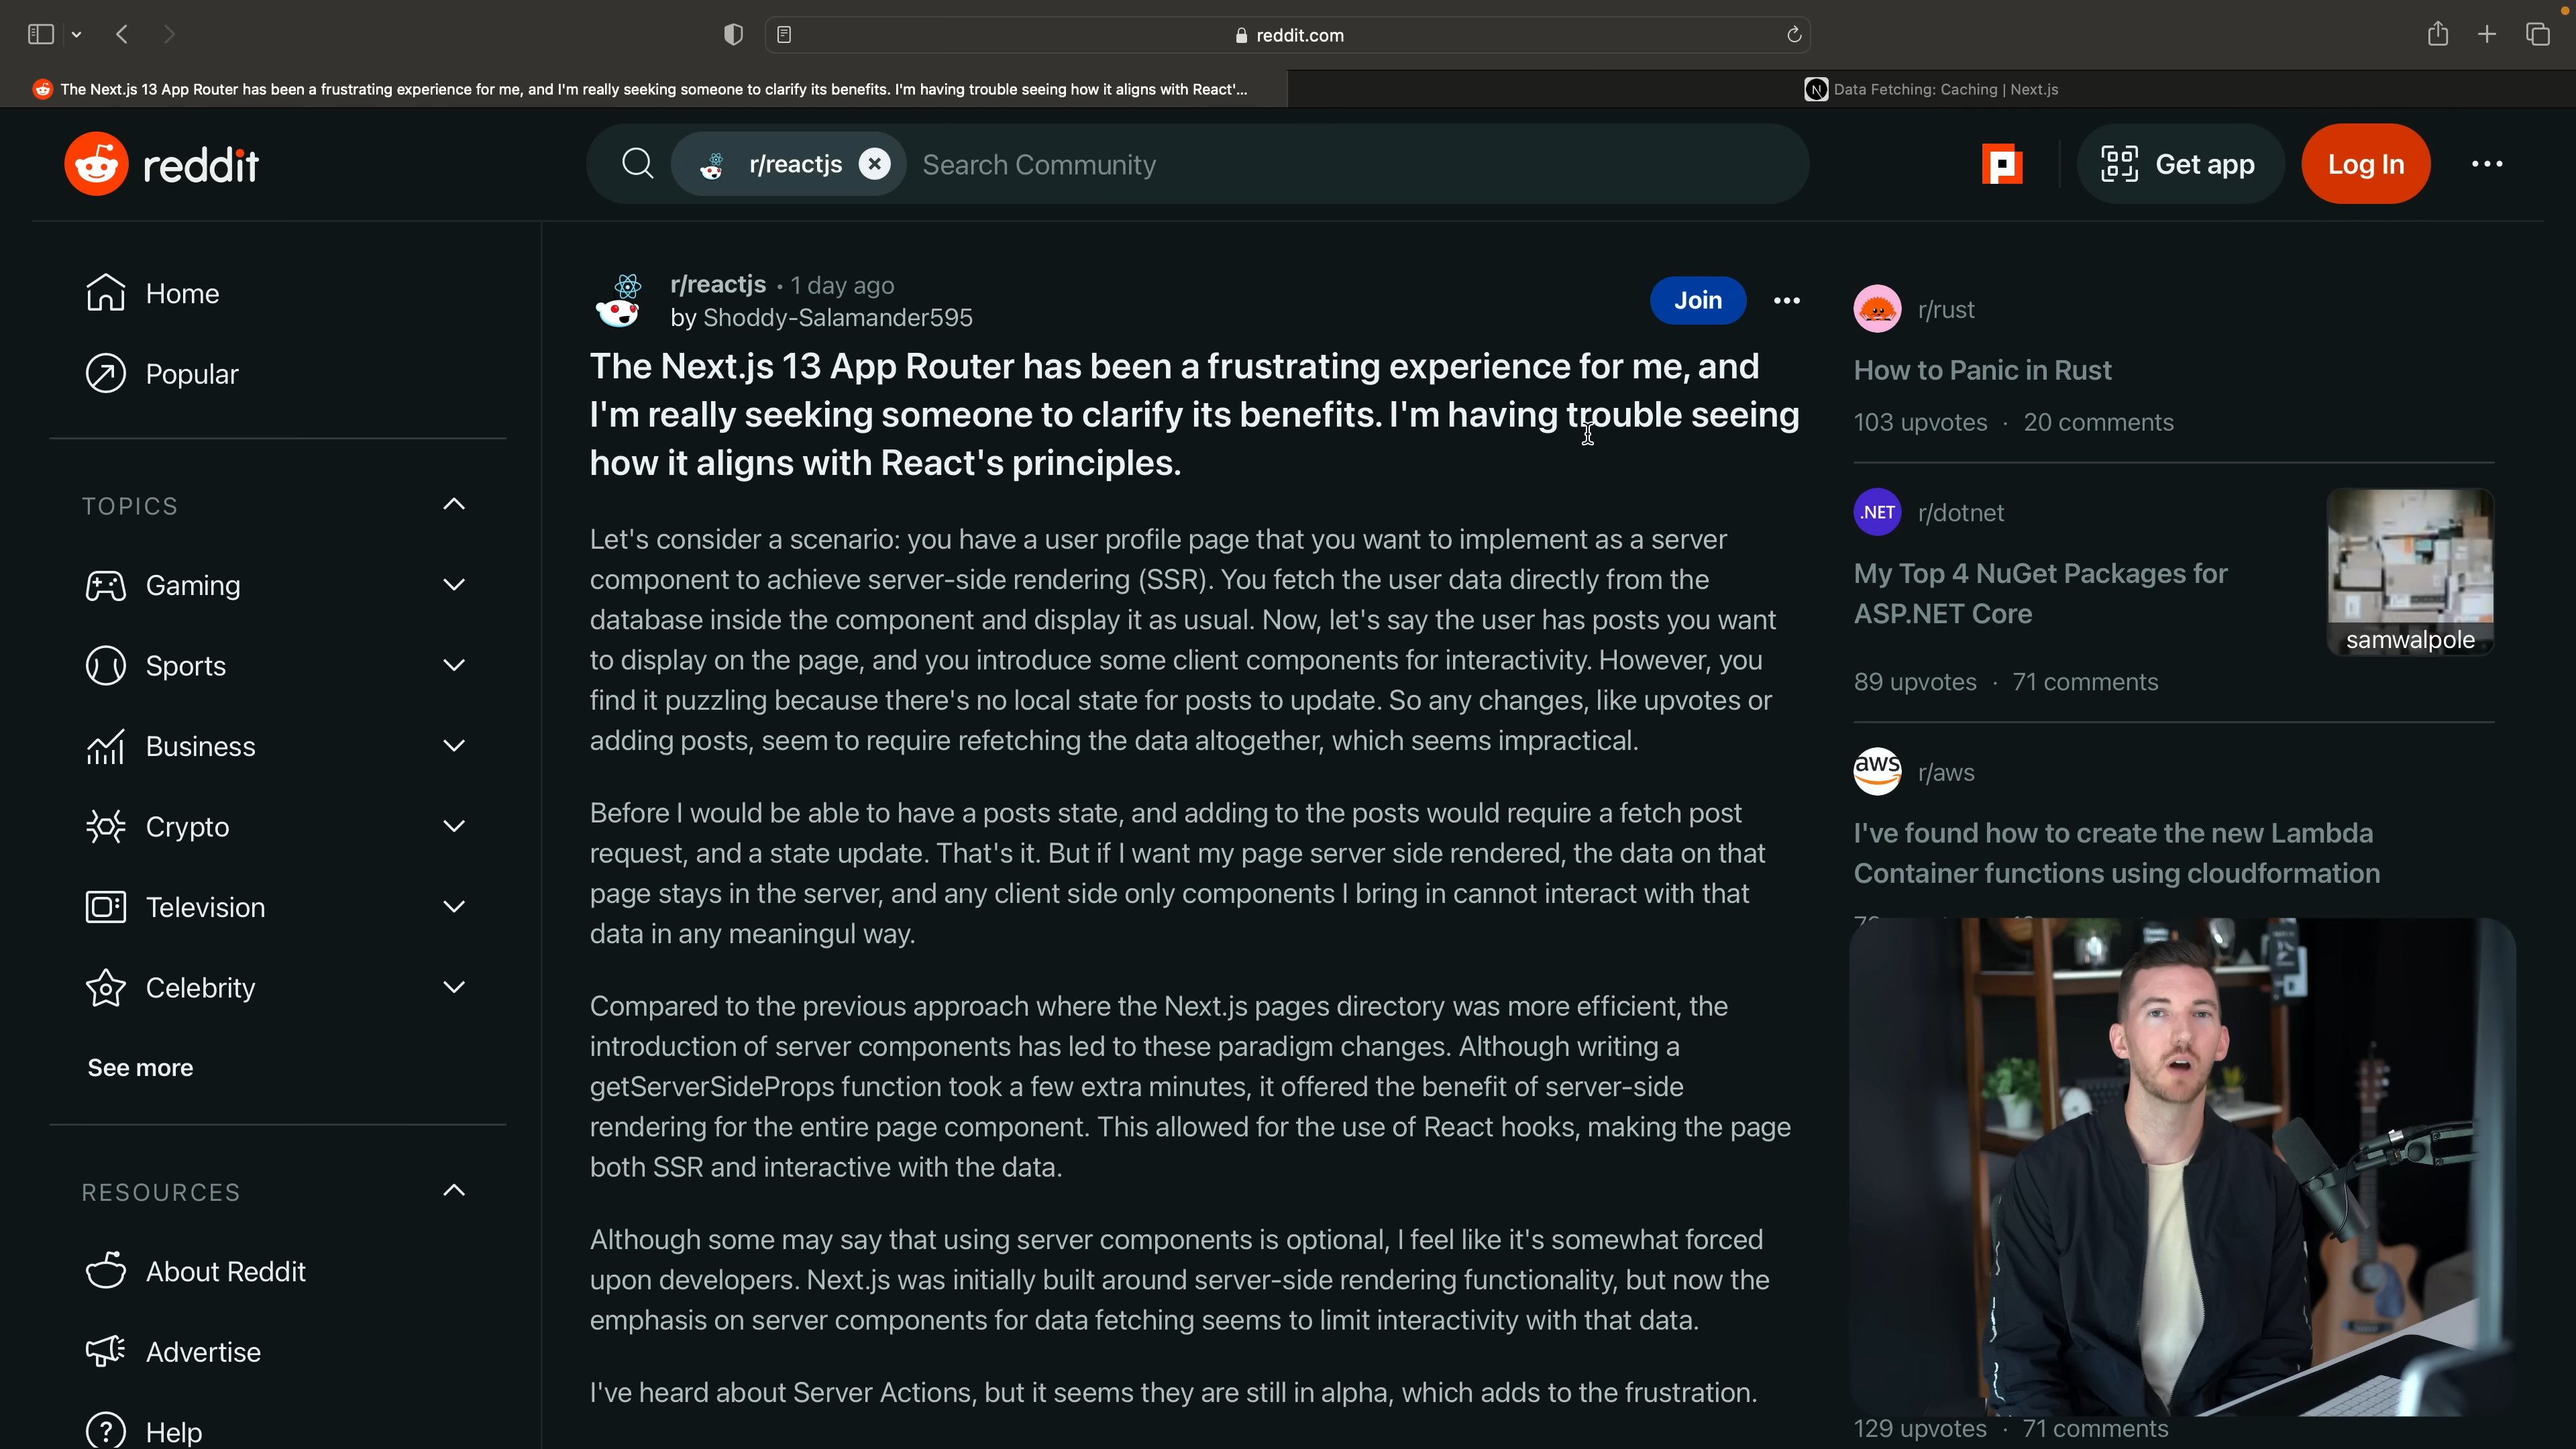 reddit.com
The Next.js 13 App Router has been a frustrating experience for me, and I'm really seeking someone to clarify its benefits. I'm having trouble seeing how it aligns with React'...
Data Fetching: Caching | Next.js
reddit
r/reactjs
Search Community
Get app
Log In
Home
Popular
TOPICS
Gaming
Sports
Business
Crypto
Television
Celebrity
See more
RESOURCES
About Reddit
Advertise
Help
r/reactjs • 1 day ago
by Shoddy-Salamander595
Join
The Next.js 13 App Router has been a frustrating experience for me, and
I'm really seeking someone to clarify its benefits. I'm having trouble seeing
how it aligns with React's principles.
Let's consider a scenario: you have a user profile page that you want to implement as a server
component to achieve server-side rendering (SSR). You fetch the user data directly from the
database inside the component and display it as usual. Now, let's say the user has posts you want
to display on the page, and you introduce some client components for interactivity. However, you
find it puzzling because there's no local state for posts to update. So any changes, like upvotes or
adding posts, seem to require refetching the data altogether, which seems impractical.
Before I would be able to have a posts state, and adding to the posts would require a fetch post
request, and a state update. That's it. But if I want my page server side rendered, the data on that
page stays in the server, and any client side only components I bring in cannot interact with that
data in any meaningul way.
Compared to the previous approach where the Next.js pages directory was more efficient, the
introduction of server components has led to these paradigm changes. Although writing a
getServerSideProps function took a few extra minutes, it offered the benefit of server-side
rendering for the entire page component. This allowed for the use of React hooks, making the page
both SSR and interactive with the data.
Although some may say that using server components is optional, I feel like it's somewhat forced
upon developers. Next.js was initially built around server-side rendering functionality, but now the
emphasis on server components for data fetching seems to limit interactivity with that data.
I've heard about Server Actions, but it seems they are still in alpha, which adds to the frustration.
r/rust
How to Panic in Rust
103 upvotes · 20 comments
.NET
r/dotnet
My Top 4 NuGet Packages for
ASP.NET Core
samwalpole
89 upvotes · 71 comments
aws
r/aws
I've found how to create the new Lambda
Container functions using cloudformation
129 upvotes · 71 comments